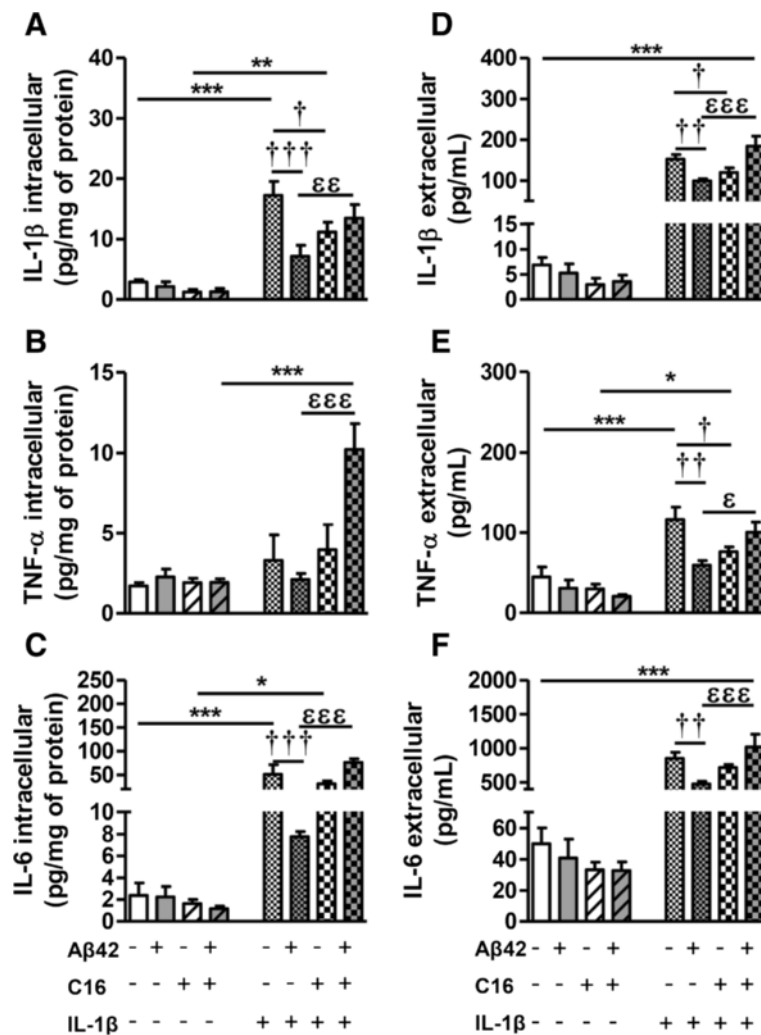 A
IL-1β intracellular
(pg/mg of protein)
40
30
20
10
0
**
***
†
†††
εε
D
IL-1β extracellular
(pg/mL)
400
300
200
100
15
10
5
0
***
†
εεε
††
B
TNF-α intracellular
(pg/mg of protein)
15
10
5
0
***
εεε
E
TNF-α extracellular
(pg/mL)
300
200
100
0
*
***
†
††
ε
C
IL-6 intracellular
(pg/mg of protein)
250
200
150
100
50
10
8
6
4
2
0
*
***
εεε
†††
F
IL-6 extracellular
(pg/mL)
2000
1500
1000
500
60
40
20
0
***
εεε
††
Aβ42 - + - + - + - +
C16 - - + + - - + +
IL-1β - - - - + + + +
Aβ42 - + - + - + - +
C16 - - + + - - + +
IL-1β - - - - + + + +